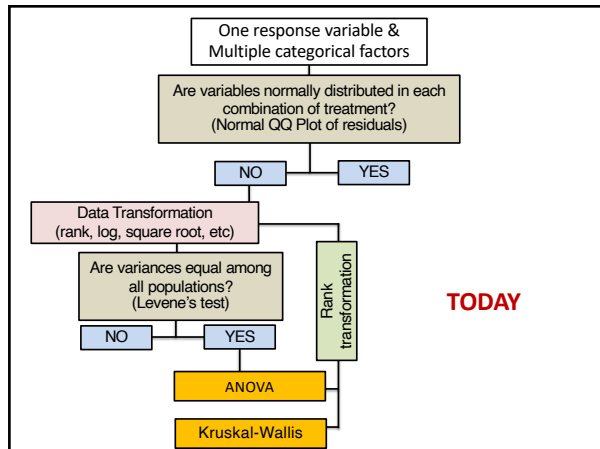 One response variable &
Multiple categorical factors
Are variables normally distributed in each
combination of treatment?
(Normal QQ Plot of residuals)
NO
YES
Data Transformation
(rank, log, square root, etc)
Are variances equal among
all populations?
(Levene's test)
Rank
transformation
TODAY
NO
YES
ANOVA
Kruskal-Wallis